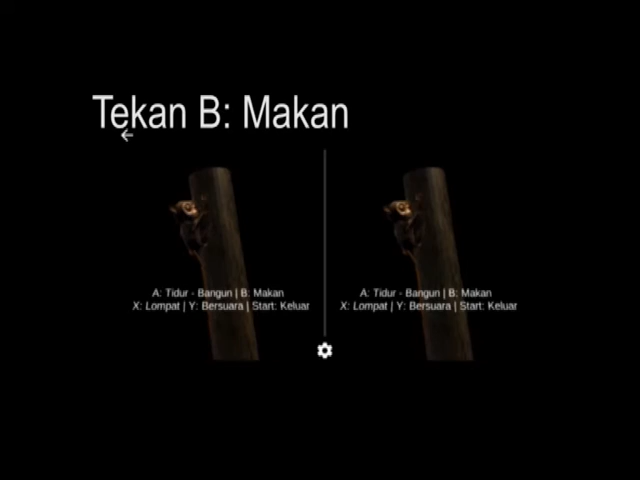 Tekan B: Makan
A: Tidur - Bangun | B: Makan
X: Lompat | Y: Bersuara | Start: Keluar
A: Tidur - Bangun | B: Makan
X: Lompat | Y: Bersuara | Start: Keluar